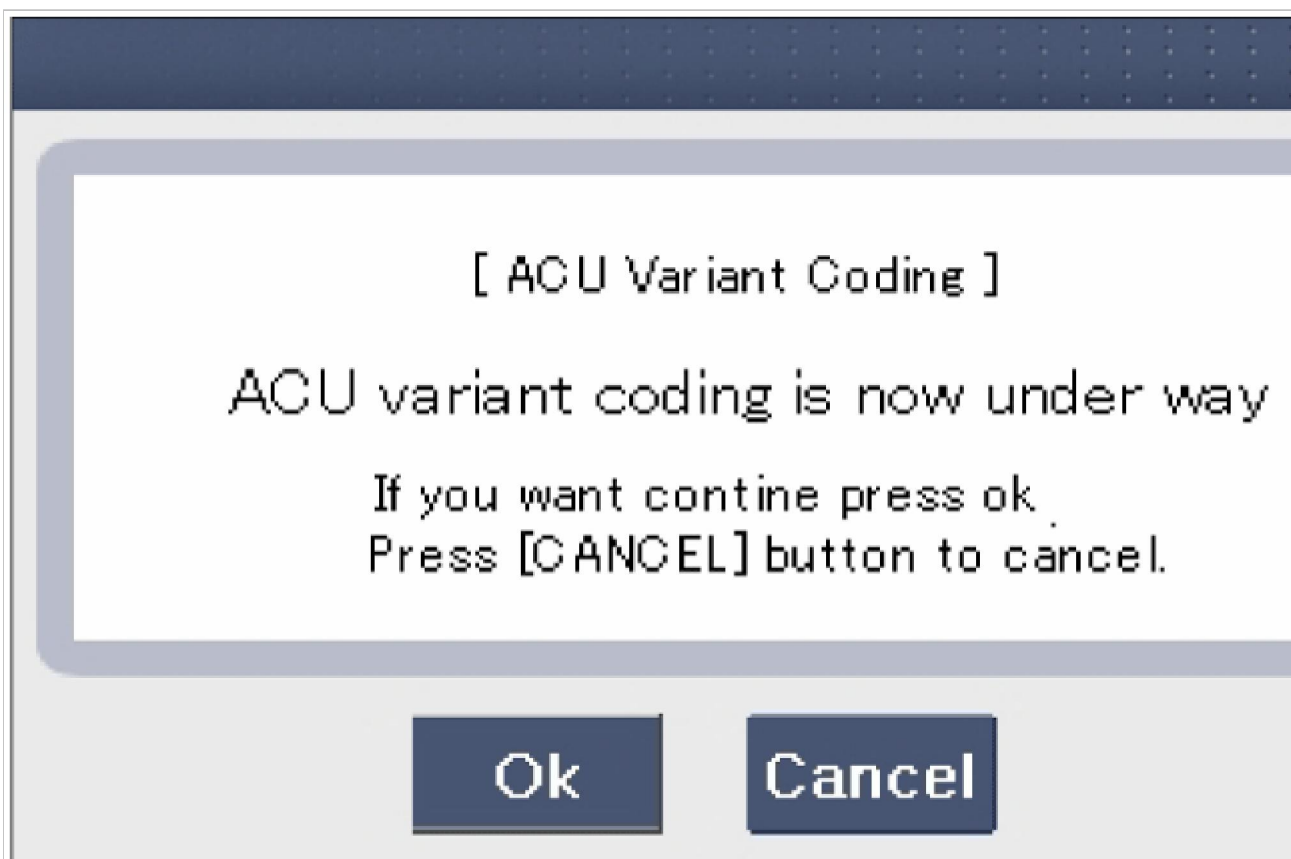 [ ACU Variant Coding ]
ACU variant coding is now under way
If you want contine press ok
Press [CANCEL] button to cancel.
Ok
Cancel